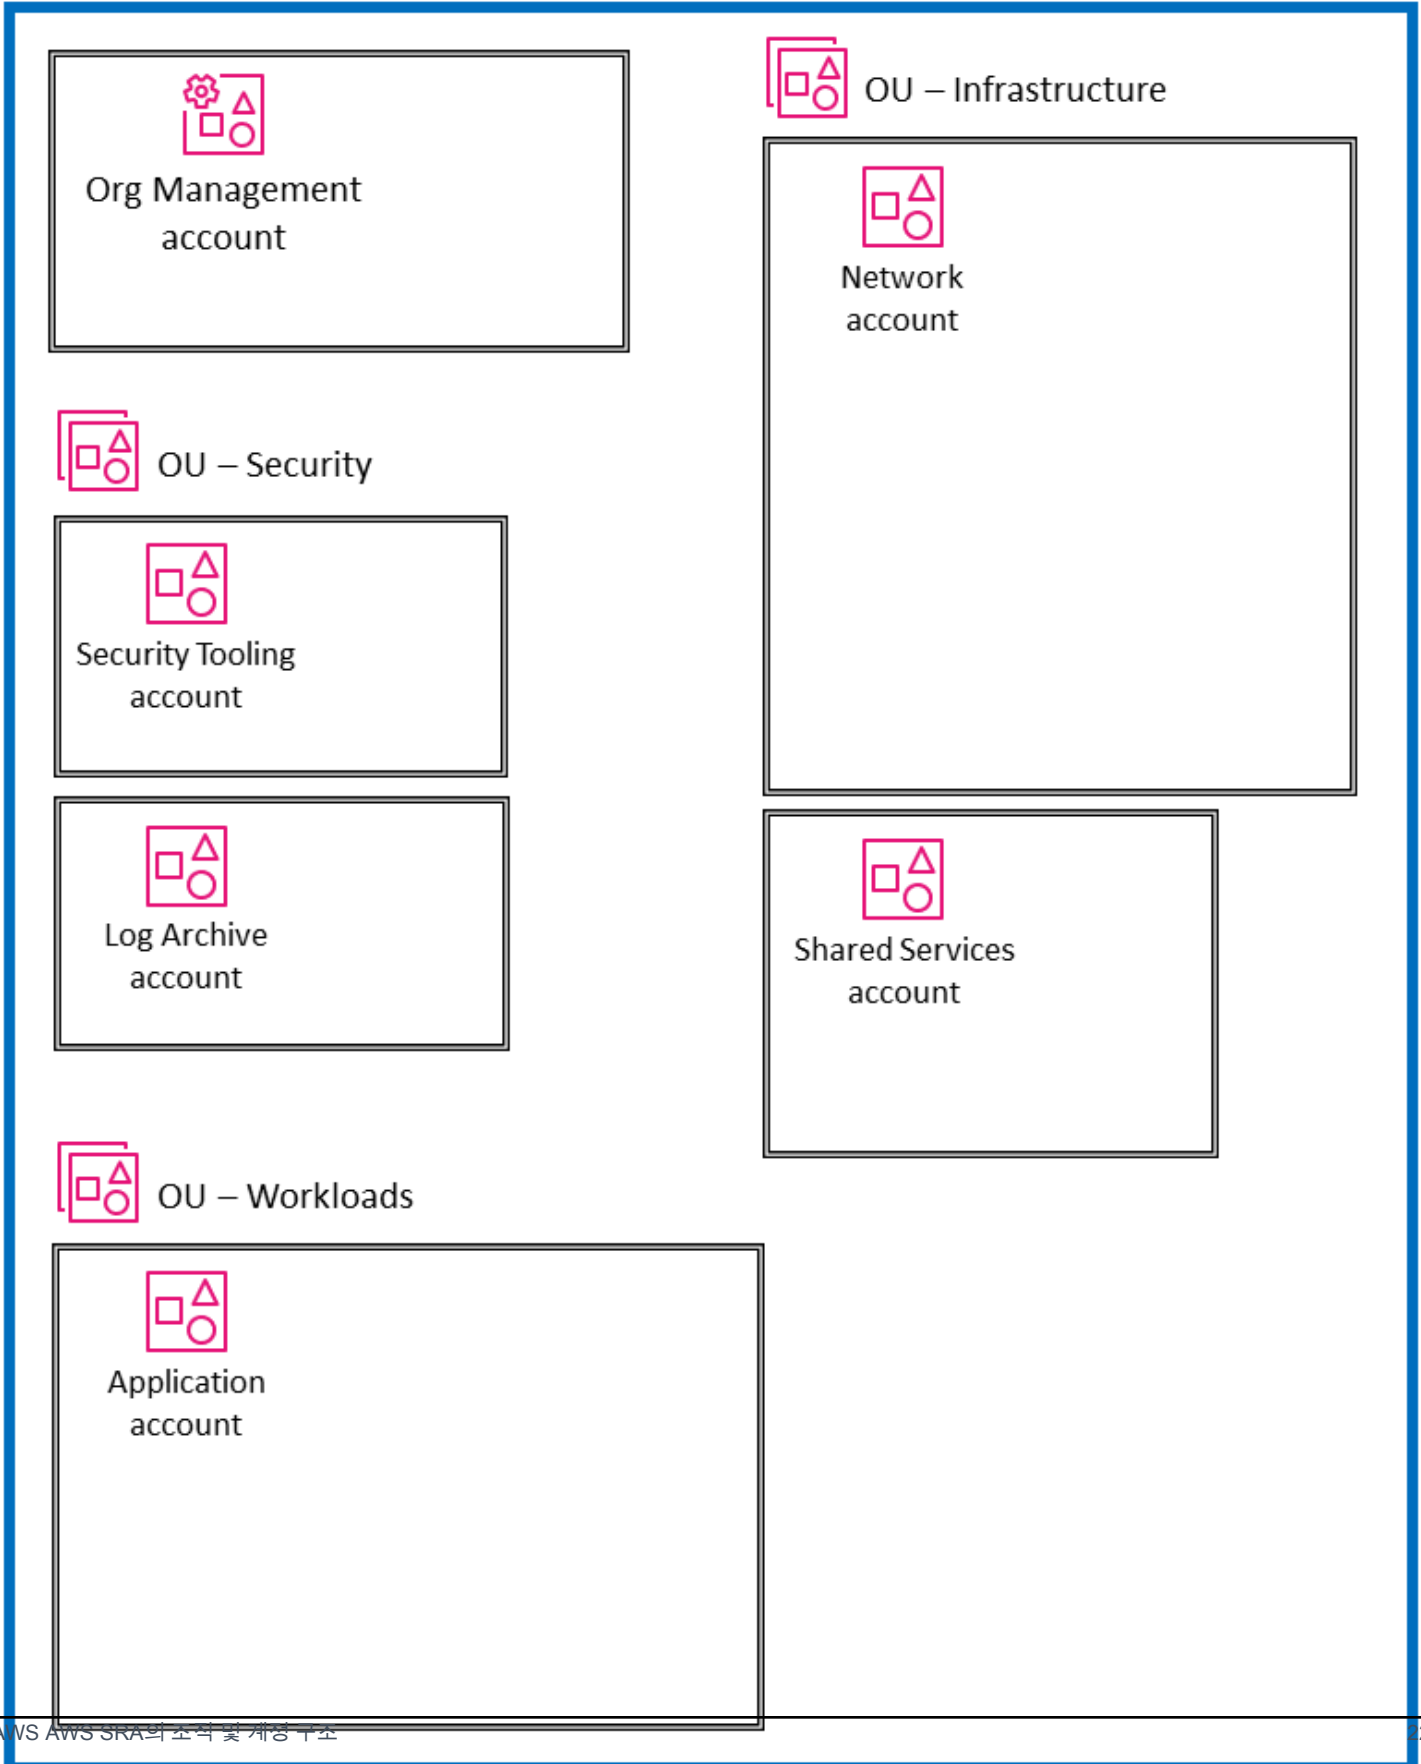 Org Management
account
OU – Security
Security Tooling
account
Log Archive
account
OU – Workloads
Application
account
OU – Infrastructure
Network
account
Shared Services
account
AWS AWS SRA의 조직 및 계정 구조